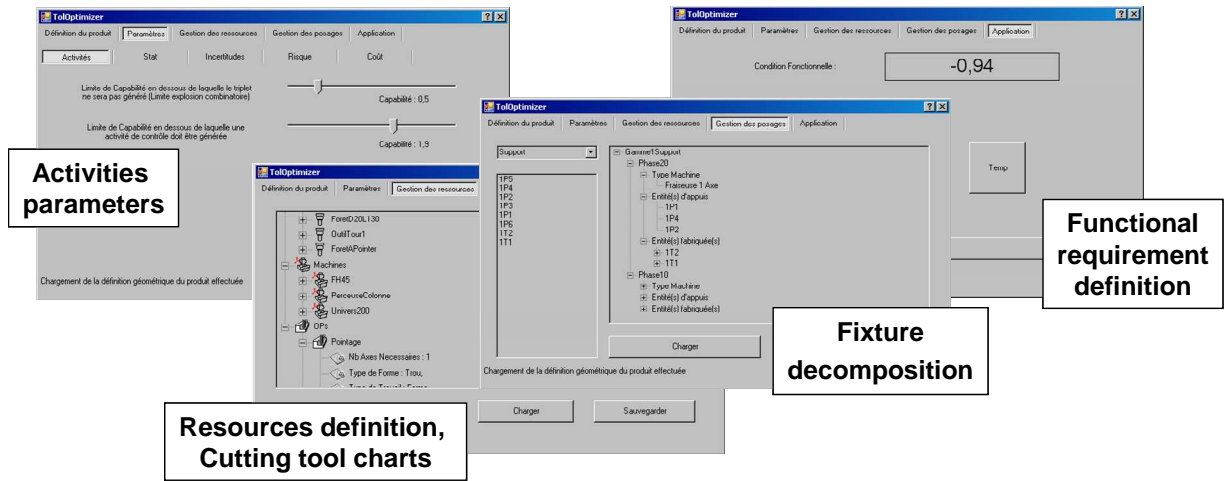 TolOptimizer
Définition du produit Paramètres Gestion des ressources Gestion des posages Application
Activités Stat Incertitudes Risque Coût
Limite de Capabilité en dessous de laquelle le triplet
ne sera pas généré (Limite explosion combinatoire)
Capabilité : 0,5
Limite de Capabilité en dessous de laquelle une
activité de contrôle doit être générée
Capabilité : 1,9
Chargement de la définition géométrique du produit effectuée
Activities
parameters
TolOptimizer
Définition du produit Paramètres Gestion des ressources
ForetD20L130
OutilTour1
ForetAPointer
Machines
FH45
PerceuseColonne
Univers200
OPs
Pointage
Nb Axes Necessaires : 1
Type de Forme : Trou,
Charger Sauvegarder
Resources definition,
Cutting tool charts
TolOptimizer
Définition du produit Paramètres Gestion des ressources Gestion des posages Application
Support
1P5
1P4
1P2
1P3
1P1
1P6
1T2
1T1
Gamme1Support
Phase20
Type Machine
Fraiseuse 1 Axe
Entité(s) d'appuis
1P1
1P4
1P2
Entité(s) fabriquée(s)
1T2
1T1
Phase10
Type Machine
Entité(s) d'appuis
Entité(s) fabriquée(s)
Charger
Chargement de la définition géométrique du produit effectuée
Fixture
decomposition
TolOptimizer
Définition du produit Paramètres Gestion des ressources Gestion des posages Application
Condition Fonctionnelle : -0,94
Temp
Functional
requirement
definition